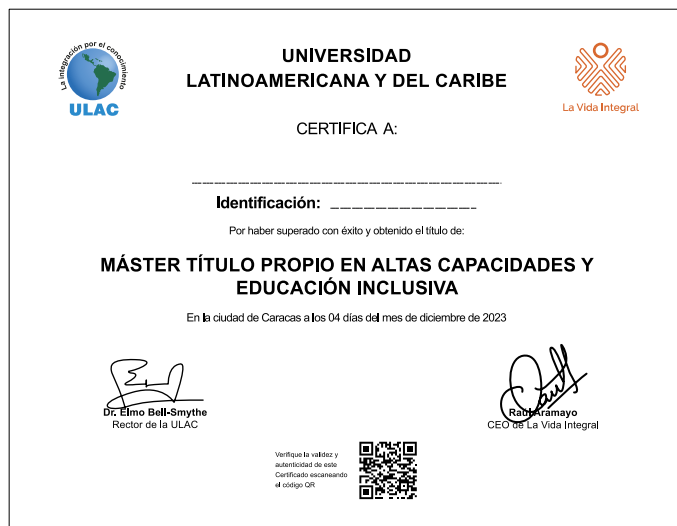 La integración por el conocimiento
ULAC
UNIVERSIDAD
LATINOAMERICANA Y DEL CARIBE
La Vida Integral
CERTIFICA A:
Identificación:
Por haber superado con éxito y obtenido el título de:
MÁSTER TÍTULO PROPIO EN ALTAS CAPACIDADES Y
EDUCACIÓN INCLUSIVA
En la ciudad de Caracas a los 04 días del mes de diciembre de 2023
Dr. Elmo Bell-Smythe
Rector de la ULAC
Raul Aramayo
CEO de La Vida Integral
Verifique la validez y
autenticidad de este
Certificado escaneando
el código QR